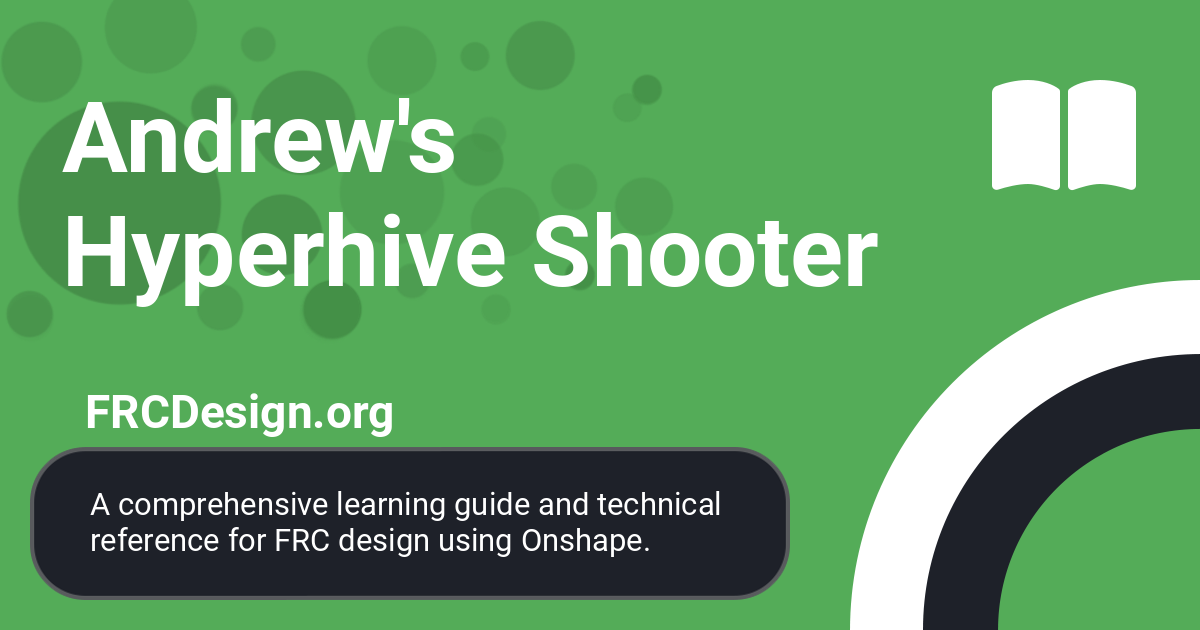 Andrew's
Hyperhive Shooter
FRCDesign.org
A comprehensive learning guide and technical
reference for FRC design using Onshape.